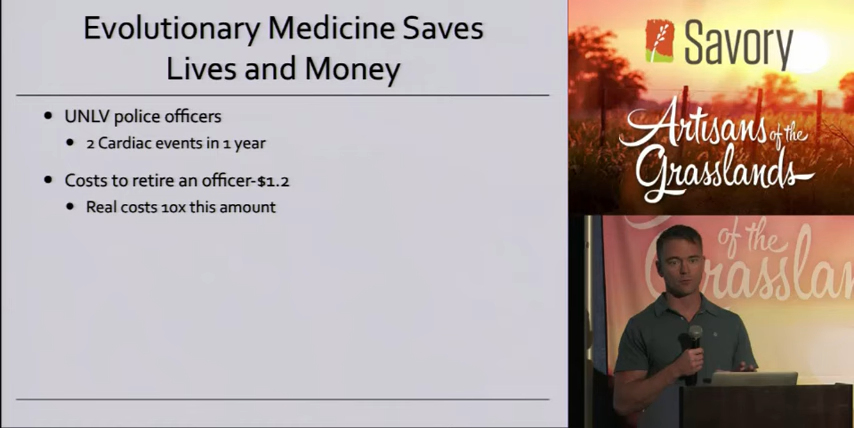 Evolutionary Medicine Saves
Lives and Money
• UNLV police officers
• 2 Cardiac events in 1 year
• Costs to retire an officer-$1.2
• Real costs 10x this amount
Savory
Artisans of the
Grasslands
of the
Grasslan